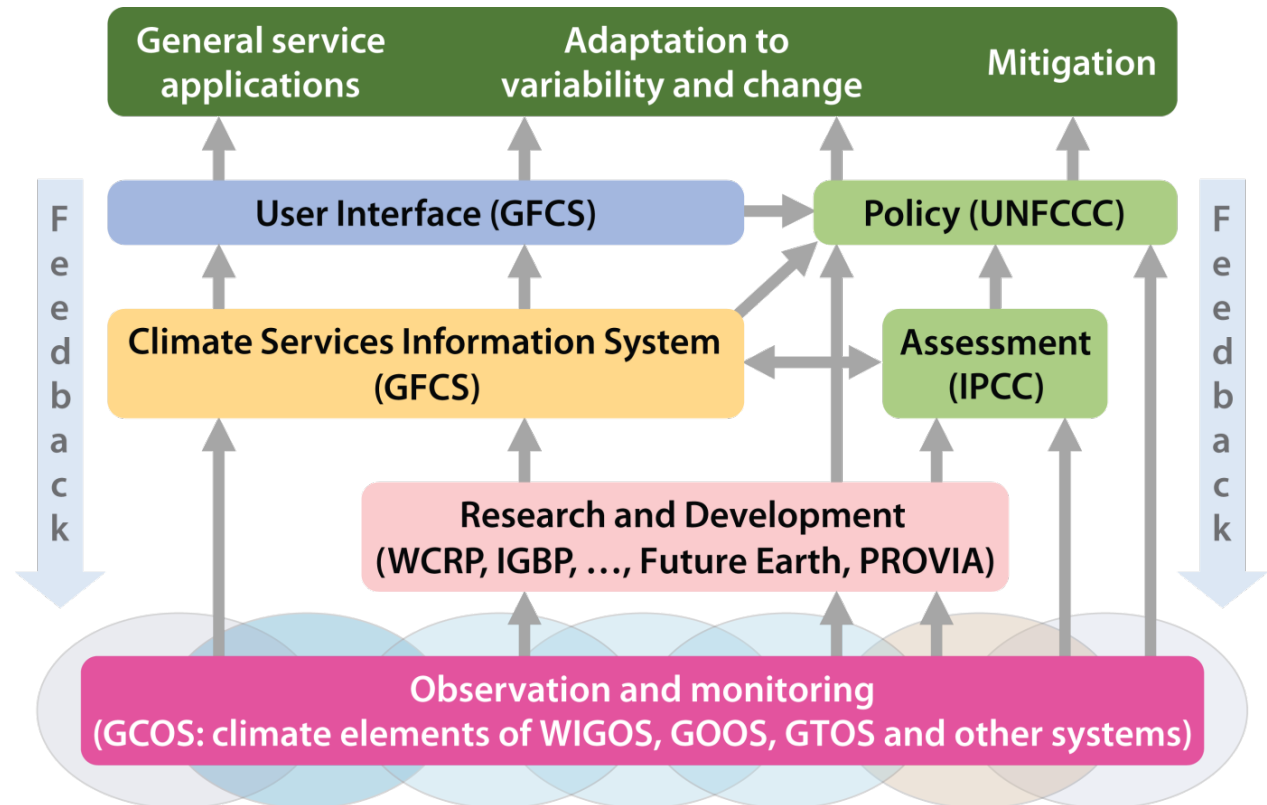 General service
applications
Adaptation to
variability and change
Mitigation
Feedback
User Interface (GFCS)
Policy (UNFCCC)
Feedback
Climate Services Information System
(GFCS)
Assessment
(IPCC)
Research and Development
(WCRP, IGBP, …, Future Earth, PROVIA)
Observation and monitoring
(GCOS: climate elements of WIGOS, GOOS, GTOS and other systems)